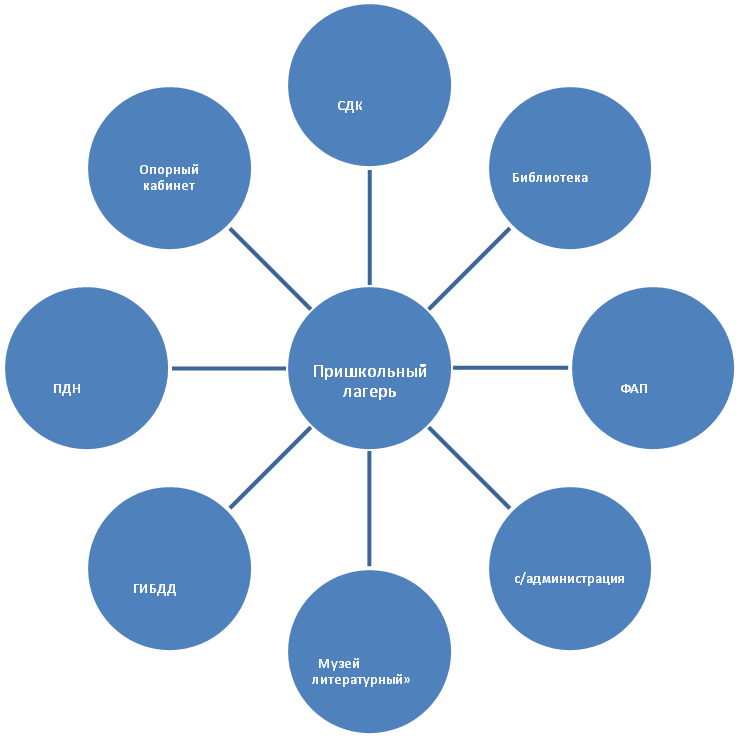 СДК
Опорный
кабинет
Библиотека
Пришкольный
лагерь
ПДН
ФАП
ГИБДД
с/администрация
Музей
литературный»